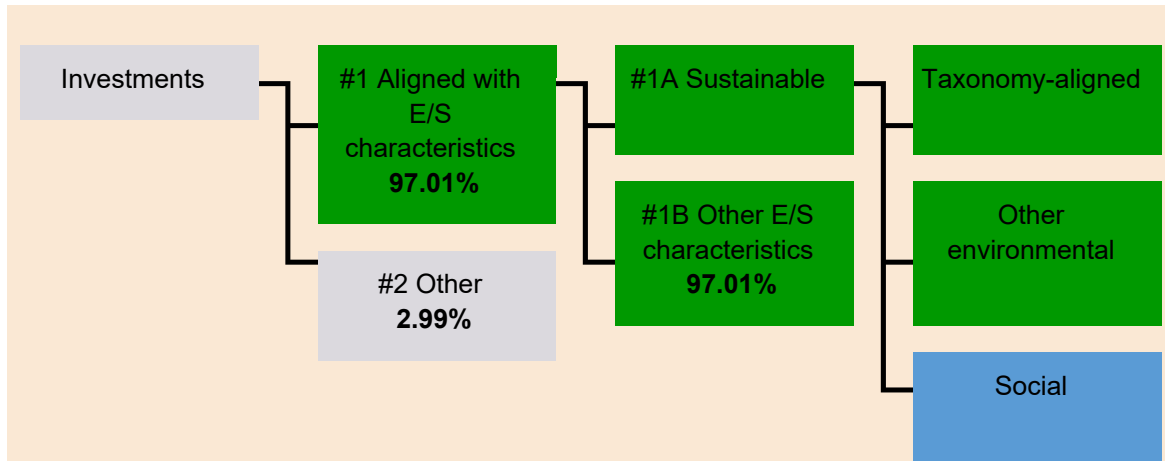 Investments
#1 Aligned with
E/S
characteristics
97.01%
#2 Other
2.99%
#1A Sustainable
#1B Other E/S
characteristics
97.01%
Taxonomy-aligned
Other
environmental
Social